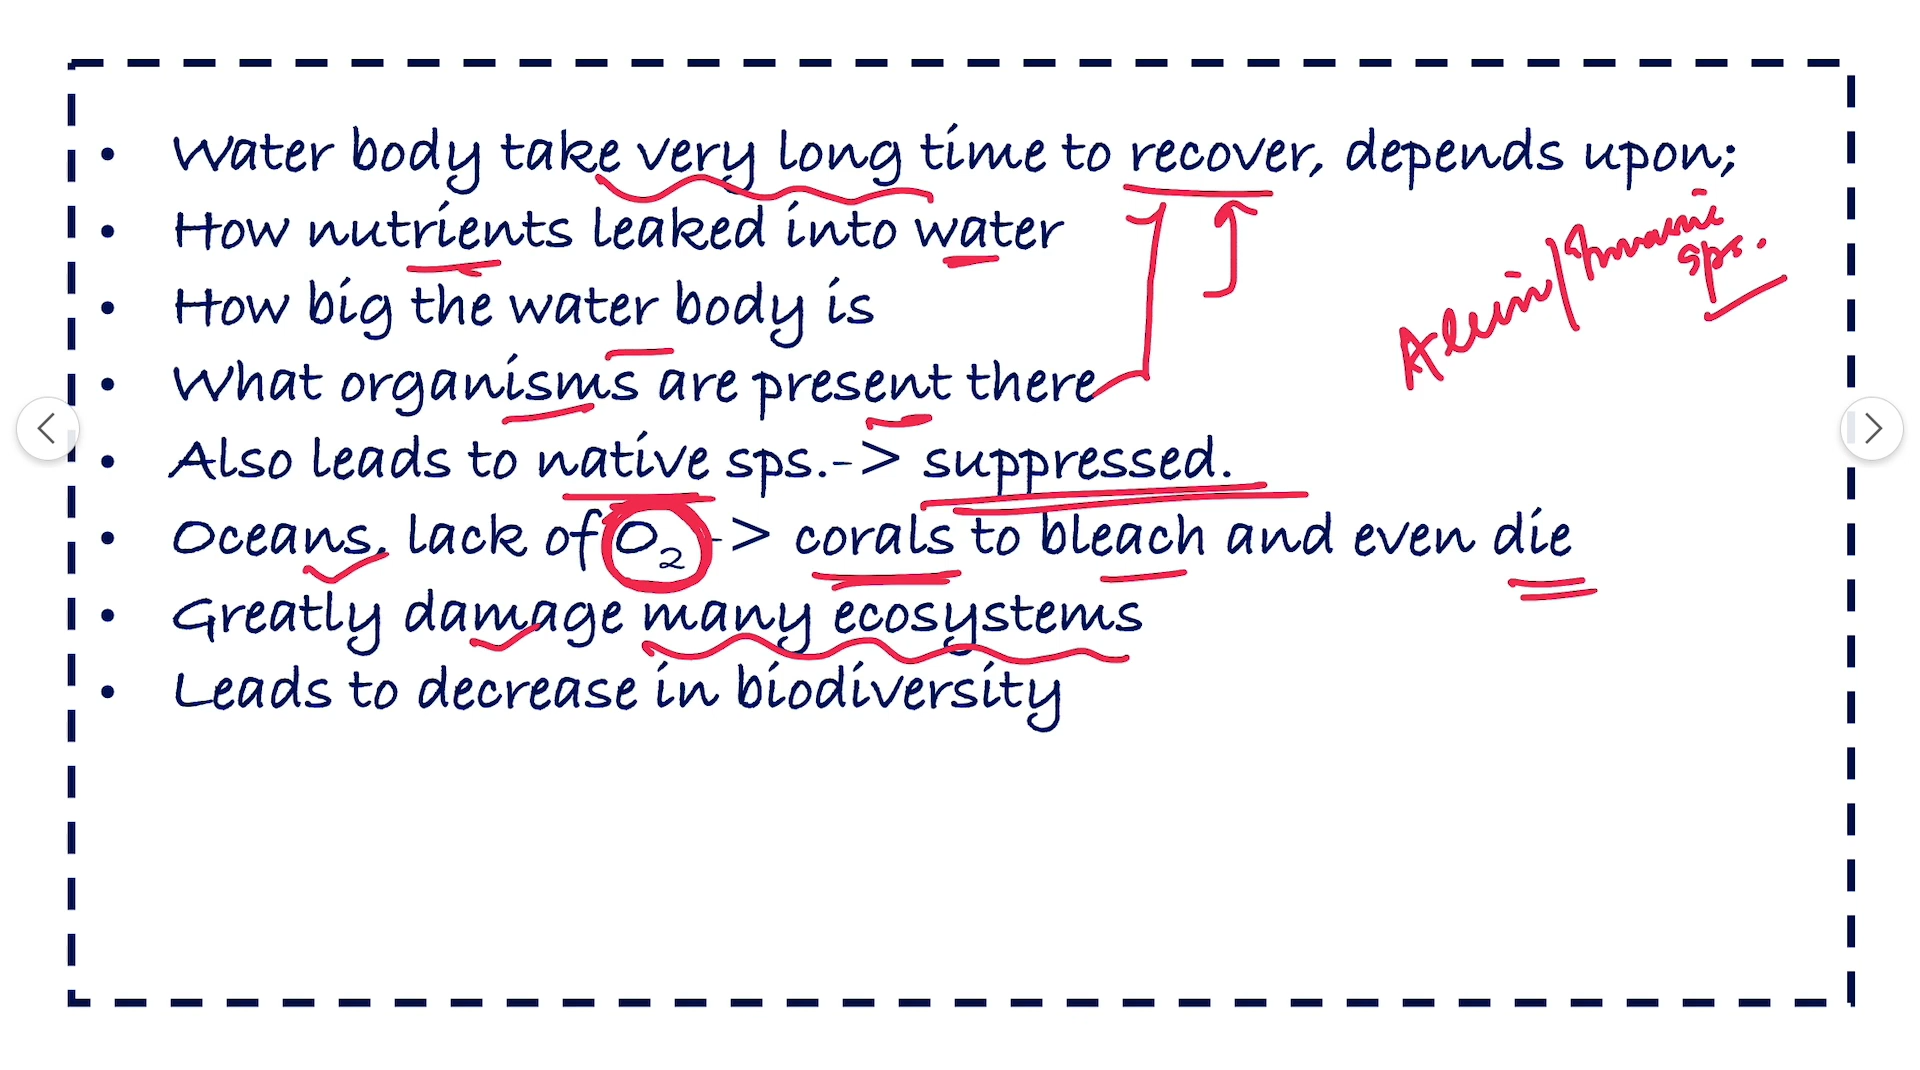 • Water body take very long time to recover, depends upon;
• How nutrients leaked into water
• How big the water body is
• What organisms are present there
• Also leads to native sps.-> suppressed.
• Oceans, lack of O₂ -> corals to bleach and even die
• Greatly damage many ecosystems
• Leads to decrease in biodiversity
sps.